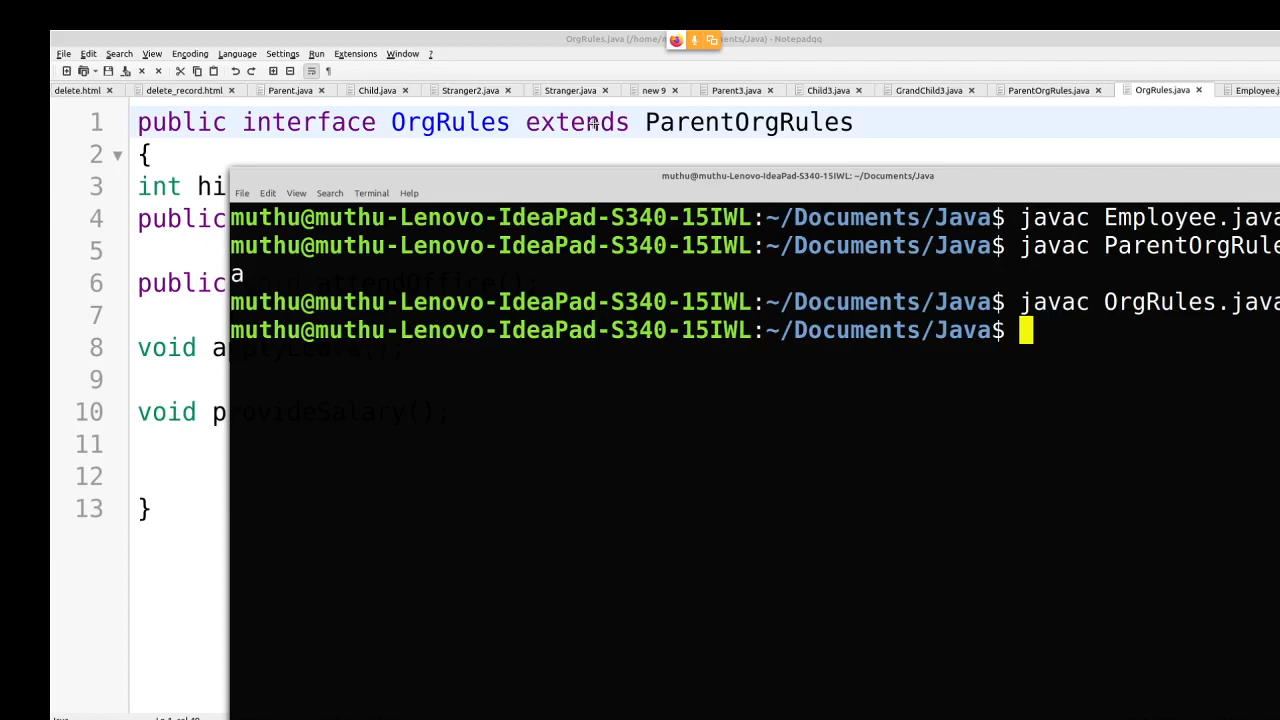 OrgRules.java (/home/m ents/Java) - Notepadqq
File Edit Search View Encoding Language Settings Run Extensions Window ?
delete.html delete_record.html Parent.java Child.java Stranger2.java Stranger.java new 9 Parent3.java Child3.java GrandChild3.java ParentOrgRules.java OrgRules.java Employee.j
1 public interface OrgRules extends ParentOrgRules
2 {
3 int hi
4 public
5
6 public void attendOffice();
7
8 void applyLeave();
9
10 void provideSalary();
11
12
13 }
muthu@muthu-Lenovo-IdeaPad-S340-15IWL: ~/Documents/Java
File Edit View Search Terminal Help
muthu@muthu-Lenovo-IdeaPad-S340-15IWL:~/Documents/Java$ javac Employee.java
muthu@muthu-Lenovo-IdeaPad-S340-15IWL:~/Documents/Java$ javac ParentOrgRule
a
muthu@muthu-Lenovo-IdeaPad-S340-15IWL:~/Documents/Java$ javac OrgRules.java
muthu@muthu-Lenovo-IdeaPad-S340-15IWL:~/Documents/Java$